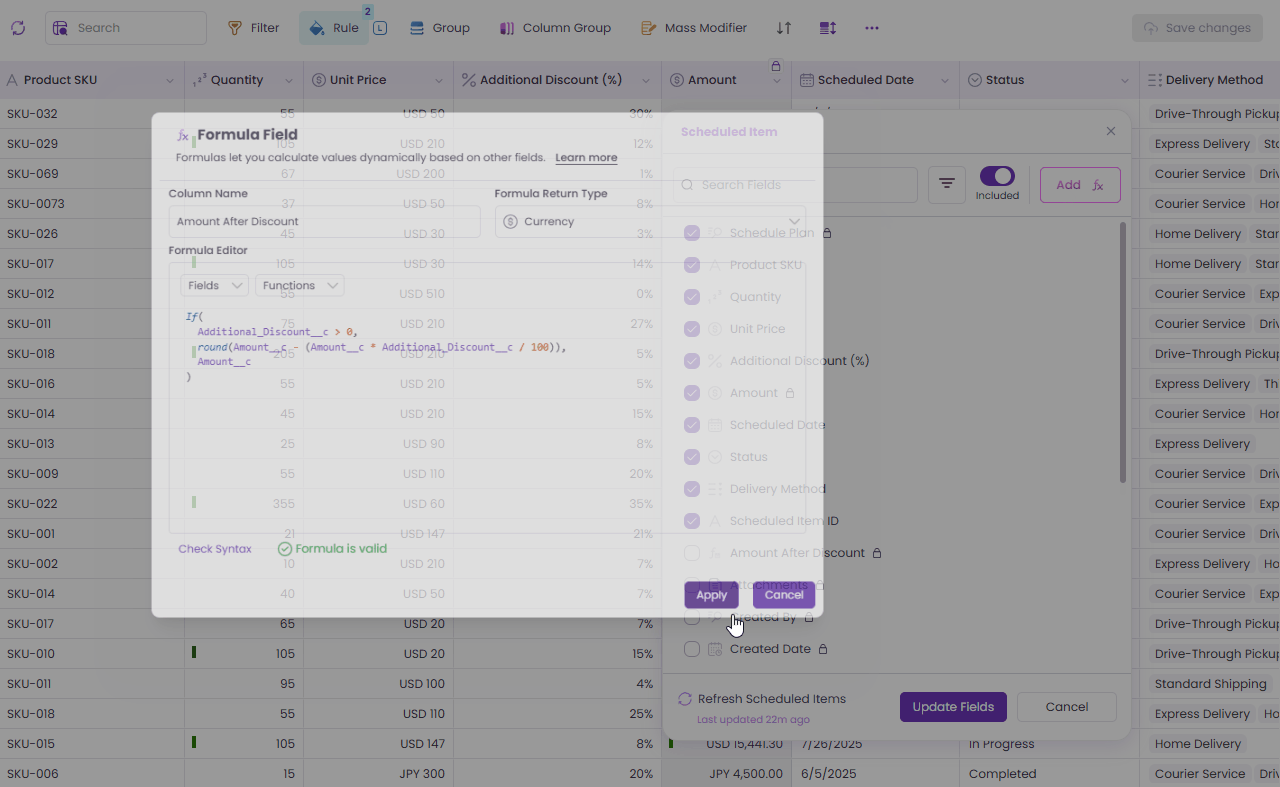 Search
Filter
Rule
2
L
Group
Column Group
Mass Modifier
Save changes
Product SKU
Quantity
Unit Price
Additional Discount (%)
Amount
Scheduled Date
Status
Delivery Method
SKU-032 55 USD 50 30% Drive-Through Pickup
SKU-029 USD 210 12% Express Delivery
SKU-069 67 USD 200 1% Courier Service Driv
SKU-0073 37 USD 50 8% Courier Service Hor
SKU-026 45 USD 30 3% Home Delivery Star
SKU-017 105 USD 30 14% Home Delivery Star
SKU-012 55 USD 510 0% Courier Service Exp
SKU-011 75 USD 210 27% Courier Service Driv
SKU-018 205 USD 210 5% Drive-Through Pickup
SKU-016 55 USD 210 5% Express Delivery Th
SKU-014 45 USD 210 15% Courier Service Hor
SKU-013 25 USD 90 8% Express Delivery
SKU-009 55 USD 110 20% Courier Service Driv
SKU-022 355 USD 60 35% Courier Service Exp
SKU-001 21 USD 147 21% Courier Service Driv
SKU-002 10 USD 210 7% Express Delivery Ho
SKU-014 40 USD 50 7% Courier Service Exp
SKU-017 65 USD 20 7% Drive-Through Pickup
SKU-010 105 USD 20 15% Drive-Through Pickup
SKU-011 95 USD 100 4% Standard Shipping
SKU-018 55 USD 110 25% Express Delivery Ho
SKU-015 105 USD 147 8% USD 15,441.30 7/26/2025 In Progress Home Delivery
SKU-006 15 JPY 300 20% JPY 4,500.00 6/5/2025 Completed Courier Service Driv
Formula Field
Formulas let you calculate values dynamically based on other fields. Learn more
Column Name
Amount After Discount
Formula Return Type
Currency
Formula Editor
Fields
Functions
If(
Additional_Discount__c > 0,
round(Amount__c - (Amount__c * Additional_Discount__c / 100)),
Amount__c
)
Check Syntax
Formula is valid
Apply
Cancel
Scheduled Item
Search Fields
Included
Add fx
Schedule Plan
Product SKU
Quantity
Unit Price
Additional Discount (%)
Amount
Scheduled Date
Status
Delivery Method
Scheduled Item ID
Amount After Discount
Attachments
Created By
Created Date
Refresh Scheduled Items
Last updated 22m ago
Update Fields
Cancel